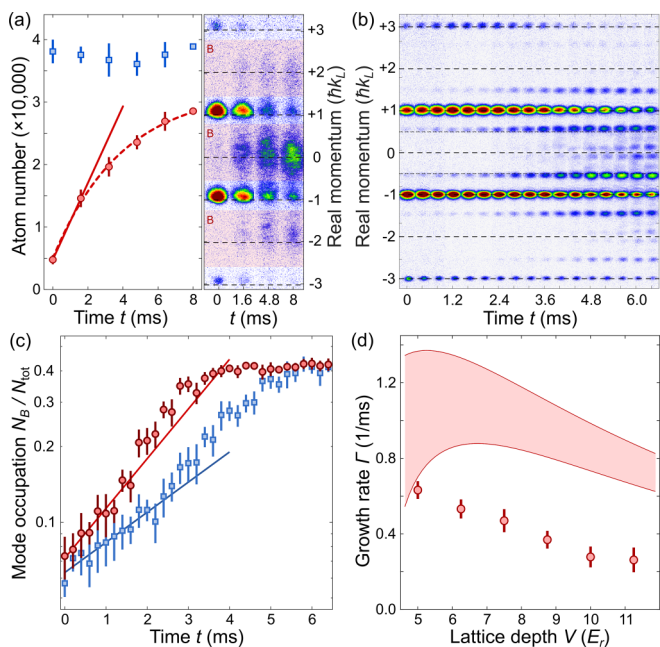 (a)
Atom number (×10,000)
4
3
2
1
0
0 2 4 6 8
Time t (ms)
B
B
B
+3
+2
+1
0
-1
-2
-3
Real momentum (ħk_L)
0 1.6 4.8 8
t (ms)
(b)
Real momentum (ħk_L)
+3
+2
+1
0
-1
-2
-3
0 1.2 2.4 3.6 4.8 6.0
Time t (ms)
(c)
Mode occupation N_B / N_tot
0.4
0.3
0.2
0.1
0 1 2 3 4 5 6
Time t (ms)
(d)
Growth rate Γ (1/ms)
1.2
0.8
0.4
0.0
5 6 7 8 9 10 11
Lattice depth V (E_r)